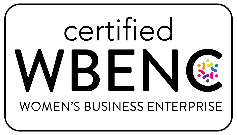 certified
WBENC
WOMEN'S BUSINESS ENTERPRISE